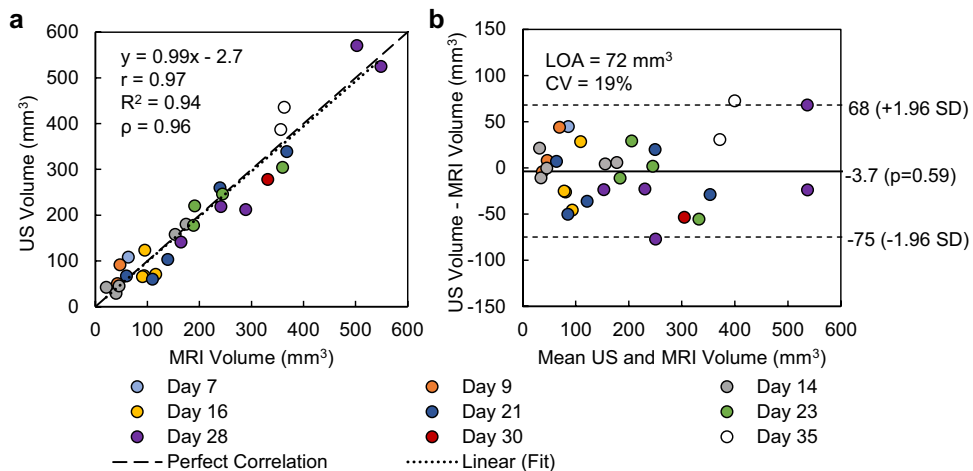 a
y = 0.99x - 2.7
r = 0.97
R² = 0.94
ρ = 0.96
US Volume (mm³)
600
500
400
300
200
100
0
0 100 200 300 400 500 600
MRI Volume (mm³)
b
LOA = 72 mm³
CV = 19%
US Volume - MRI Volume (mm³)
150
100
50
0
-50
-100
-150
68 (+1.96 SD)
-3.7 (p=0.59)
-75 (-1.96 SD)
0 100 200 300 400 500 600
Mean US and MRI Volume (mm³)
Day 7 Day 9 Day 14
Day 16 Day 21 Day 23
Day 28 Day 30 Day 35
Perfect Correlation Linear (Fit)